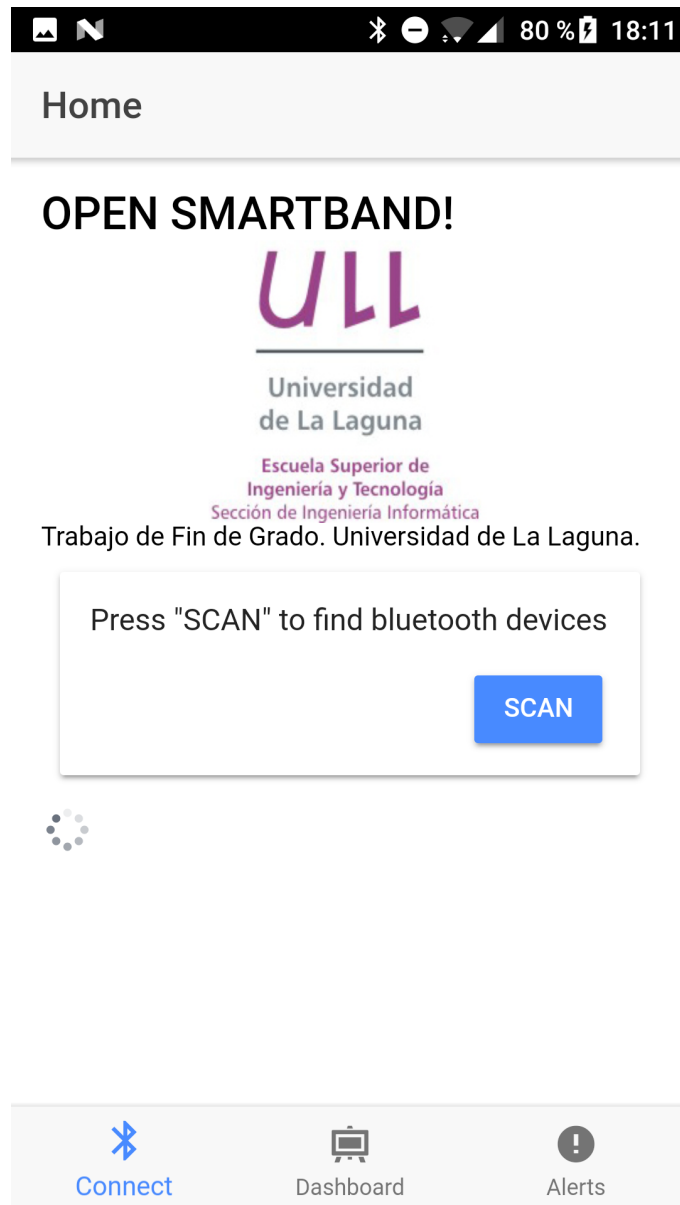 80 % 18:11
Home
OPEN SMARTBAND!
ull
Universidad
de La Laguna
Escuela Superior de
Ingeniería y Tecnología
Sección de Ingeniería Informática
Trabajo de Fin de Grado. Universidad de La Laguna.
Press "SCAN" to find bluetooth devices
SCAN
Connect Dashboard Alerts